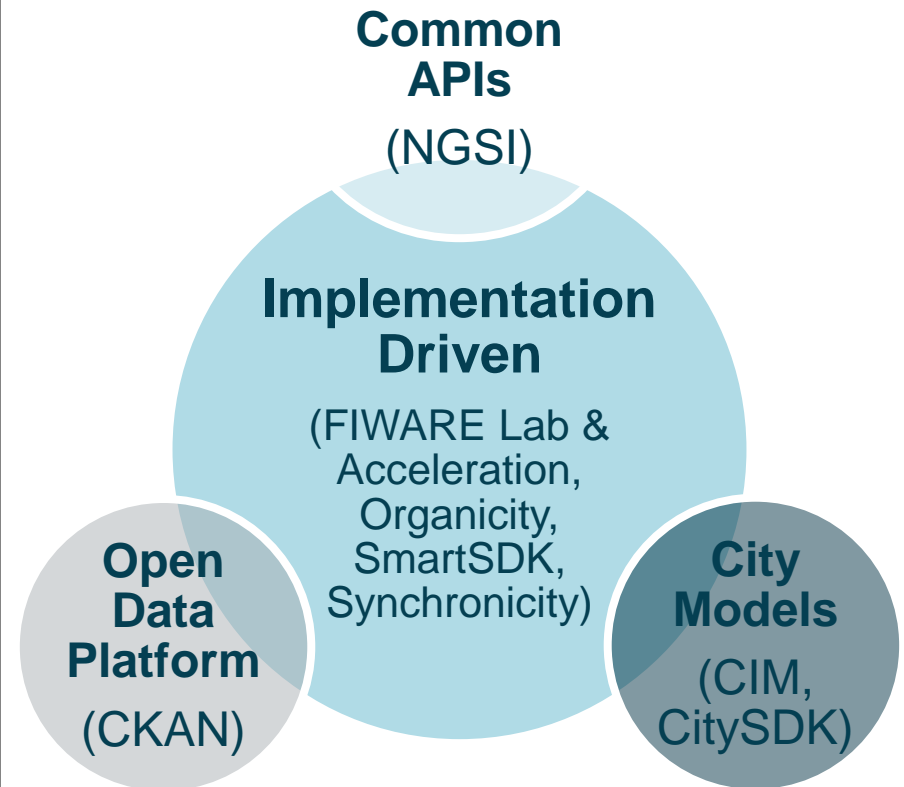 Common
APIs
(NGSI)
Implementation
Driven
(FIWARE Lab &
Acceleration,
Organicity,
SmartSDK,
Synchronicity)
Open
Data
Platform
(CKAN)
City
Models
(CIM,
CitySDK)